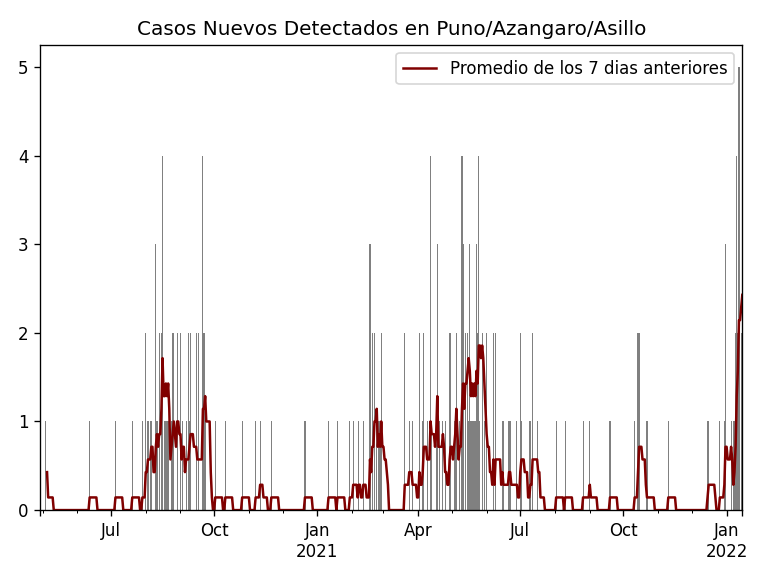 Casos Nuevos Detectados en Puno/Azangaro/Asillo
Promedio de los 7 dias anteriores
5
4
3
2
1
0
Jul
Oct
Jan
2021
Apr
Jul
Oct
Jan
2022